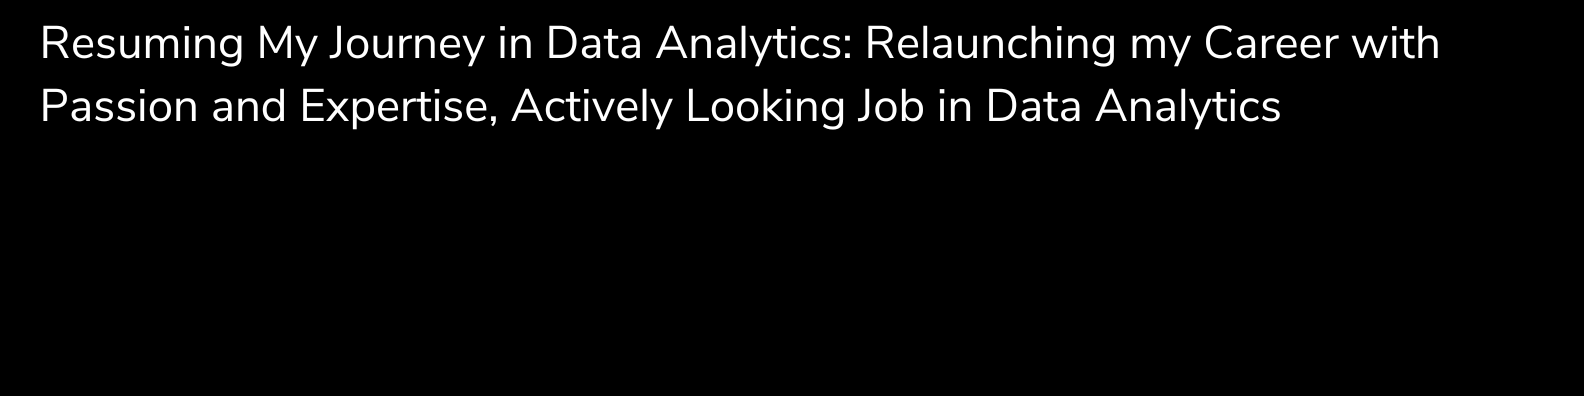 Resuming My Journey in Data Analytics: Relaunching my Career with
Passion and Expertise, Actively Looking Job in Data Analytics